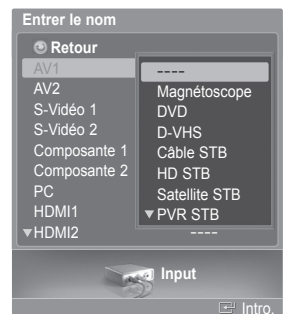 Entrer le nom
Retour
AV1
AV2
S-Vidéo 1
S-Vidéo 2
Composante 1
Composante 2
PC
HDMI1
HDMI2
----
Magnétoscope
DVD
D-VHS
Câble STB
HD STB
Satellite STB
PVR STB
----
Input
Intro.